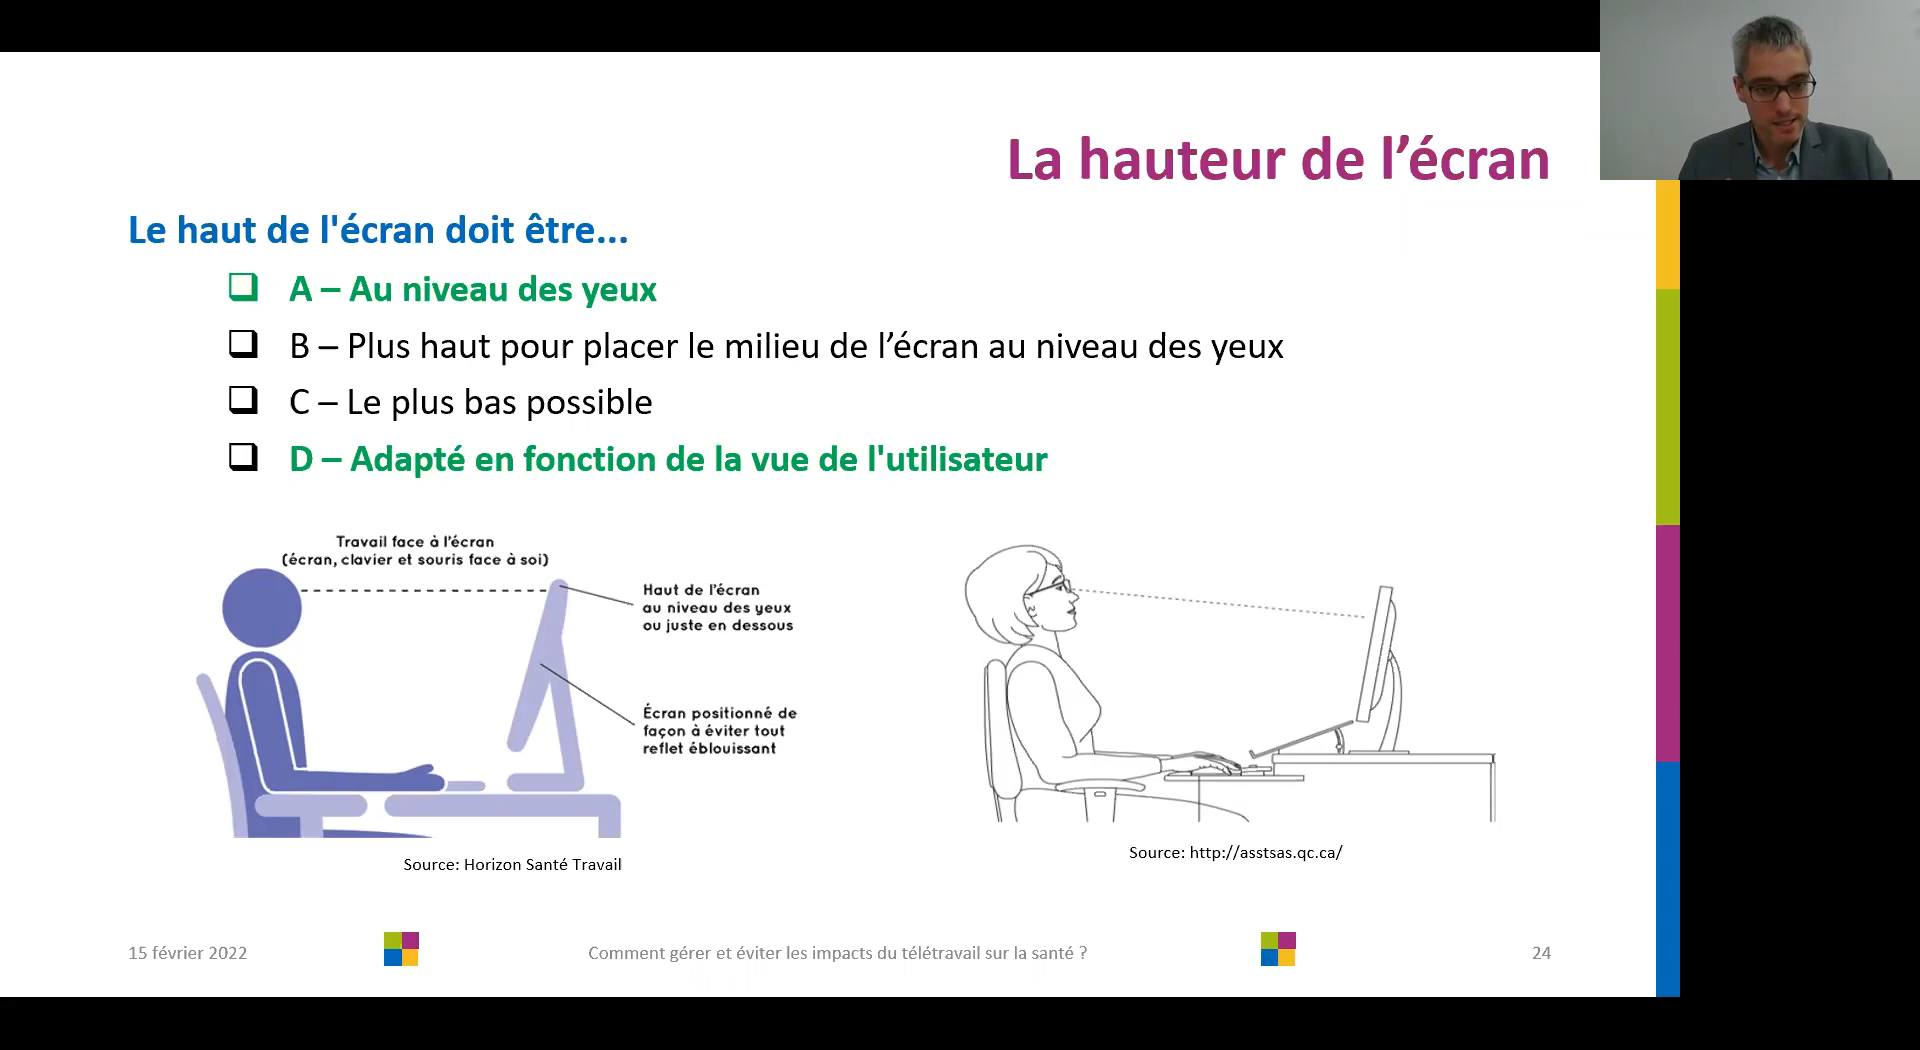 La hauteur de l’écran
Le haut de l'écran doit être...
A – Au niveau des yeux
B – Plus haut pour placer le milieu de l’écran au niveau des yeux
C – Le plus bas possible
D – Adapté en fonction de la vue de l'utilisateur
Travail face à l’écran
(écran, clavier et souris face à soi)
Haut de l’écran
au niveau des yeux
ou juste en dessous
Écran positionné de
façon à éviter tout
reflet éblouissant
Source: Horizon Santé Travail
Source: http://asstsas.qc.ca/
15 février 2022
Comment gérer et éviter les impacts du télétravail sur la santé ?
24